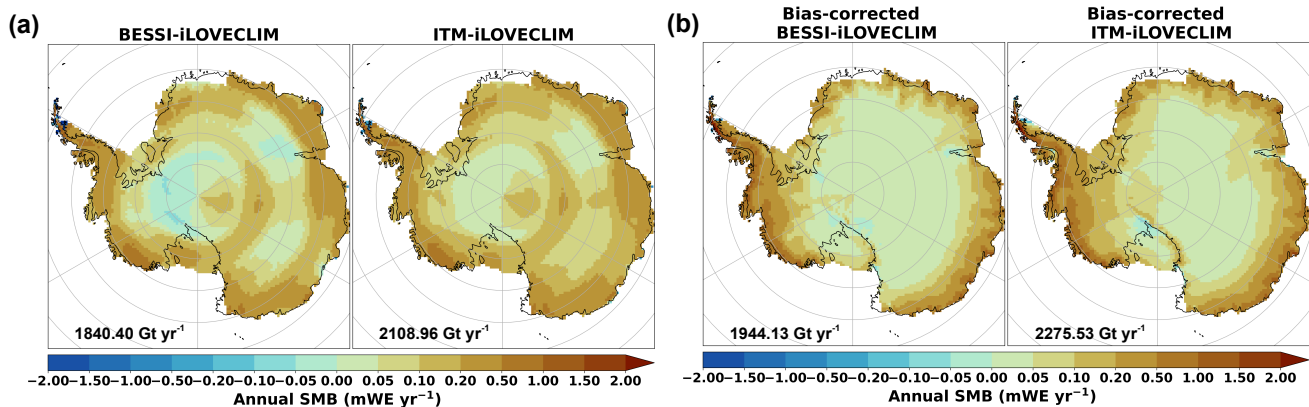 (a)
BESSI-iLOVECLIM
ITM-iLOVECLIM
1840.40 Gt yr⁻¹
2108.96 Gt yr⁻¹
−2.00 −1.50 −1.00 −0.50 −0.20 −0.10 −0.05 0.00 0.05 0.10 0.20 0.50 1.00 1.50 2.00
Annual SMB (mWE yr⁻¹)
(b)
Bias-corrected
BESSI-iLOVECLIM
Bias-corrected
ITM-iLOVECLIM
1944.13 Gt yr⁻¹
2275.53 Gt yr⁻¹
−2.00 −1.50 −1.00 −0.50 −0.20 −0.10 −0.05 0.00 0.05 0.10 0.20 0.50 1.00 1.50 2.00
Annual SMB (mWE yr⁻¹)